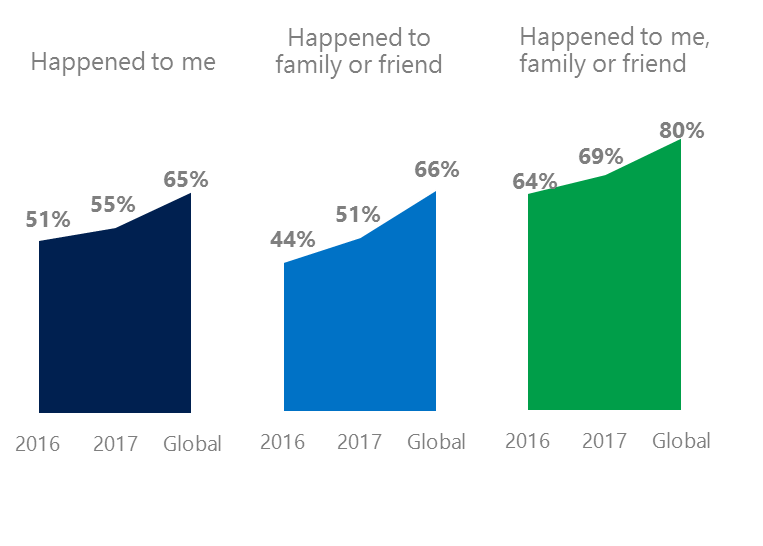 Happened to me
Happened to
family or friend
Happened to me,
family or friend
51%
55%
65%
2016
2017
Global
44%
51%
66%
2016
2017
Global
64%
69%
80%
2016
2017
Global